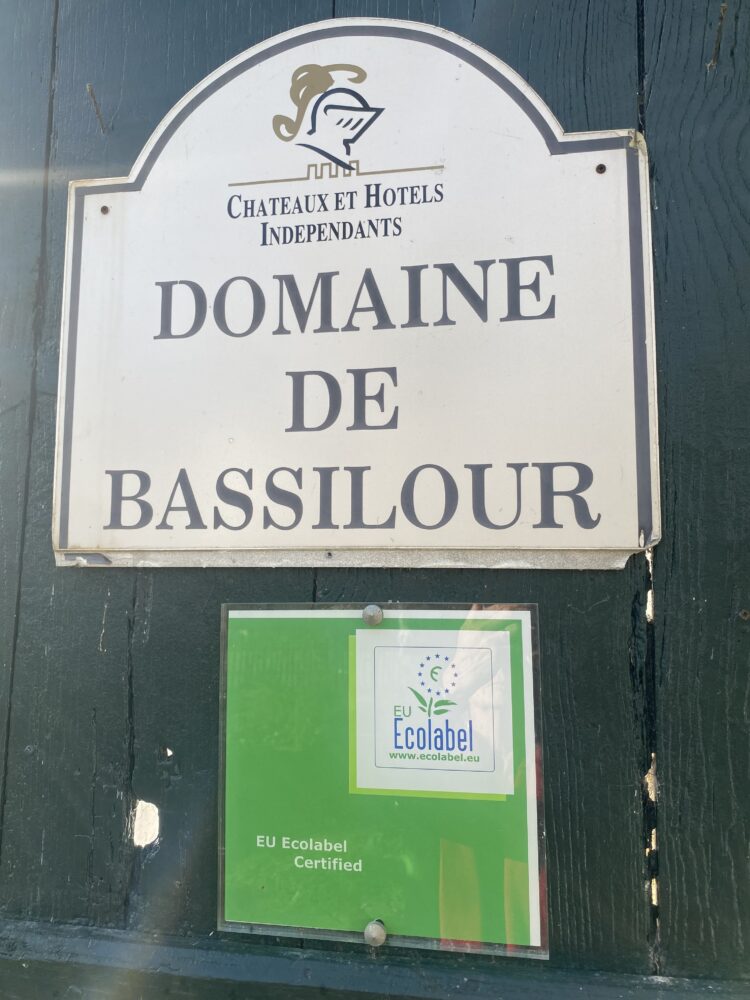 CHATEAUX ET HOTELS
INDEPENDANTS
DOMAINE
DE
BASSILOUR
EU
Ecolabel
www.ecolabel.eu
EU Ecolabel
Certified